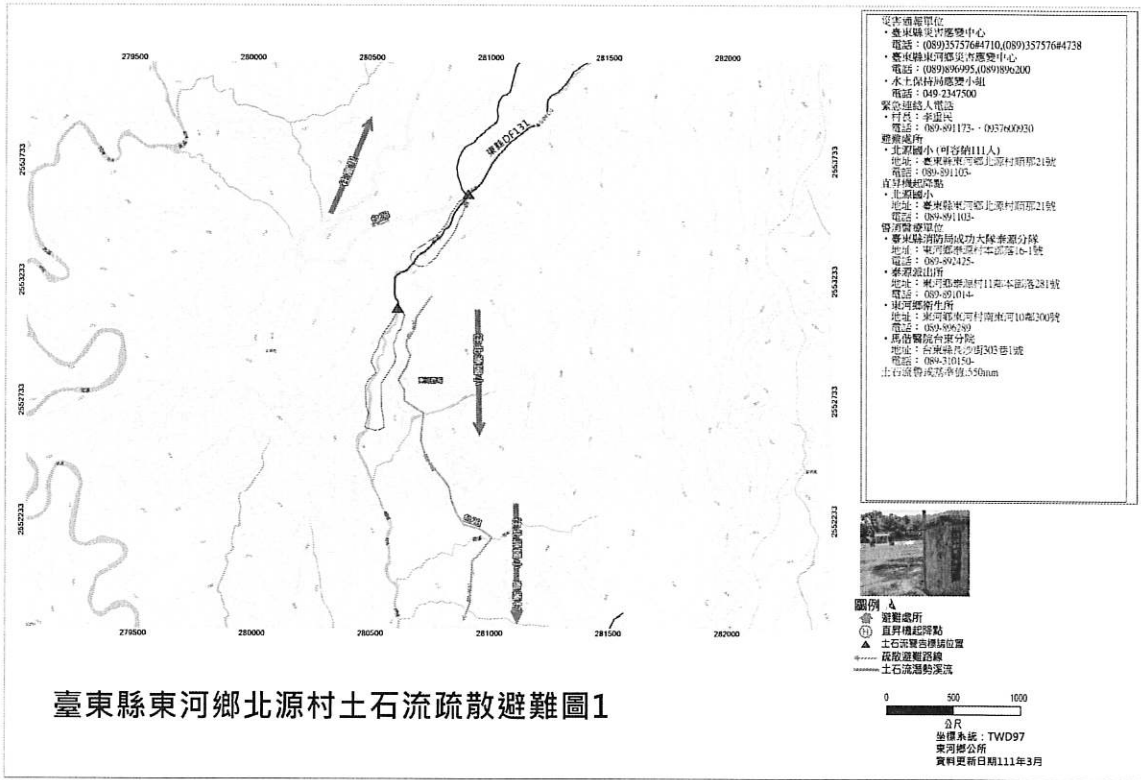 279500
280000
280500
281000
281500
282000
2553733
2553233
2552733
2552233
東縣DF131
2553733
2553233
2552733
2552233
279500
280000
280500
281000
281500
282000
臺東縣東河鄉北源村土石流疏散避難圖1
災害通報單位
・臺東縣災害應變中心
電話：(089)357576#4710,(089)357576#4738
・臺東縣東河鄉災害應變中心
電話：(089)896995,(089)896200
・水土保持局應變小組
電話：049-2347500
緊急連絡人電話
・村長：李重民
電話： 089-891173-、0937600930
避難處所
・北源國小 (可容納111人)
地址：臺東縣東河鄉北源村順那21號
電話：089-891103-
直昇機起降點
・北源國小
地址：臺東縣東河鄉北源村順那21號
電話：089-891103-
警消醫療單位
・臺東縣消防局成功大隊泰源分隊
地址：東河鄉泰源村本部落16-1號
電話：089-892425-
・泰源派出所
地址：東河鄉泰源村11鄰本部落281號
電話：089-891014-
・東河鄉衛生所
地址：東河鄉東河村南東河10鄰300號
電話：089-896289
・馬偕醫院台東分院
地址：台東縣長沙街303巷1號
電話：089-310150-
土石流警戒基準值:550mm
圖例
避難處所
直昇機起降點
土石流警告標誌位置
疏散避難路線
土石流潛勢溪流
0 500 1000
公尺
坐標系統：TWD97
東河鄉公所
資料更新日期111年3月